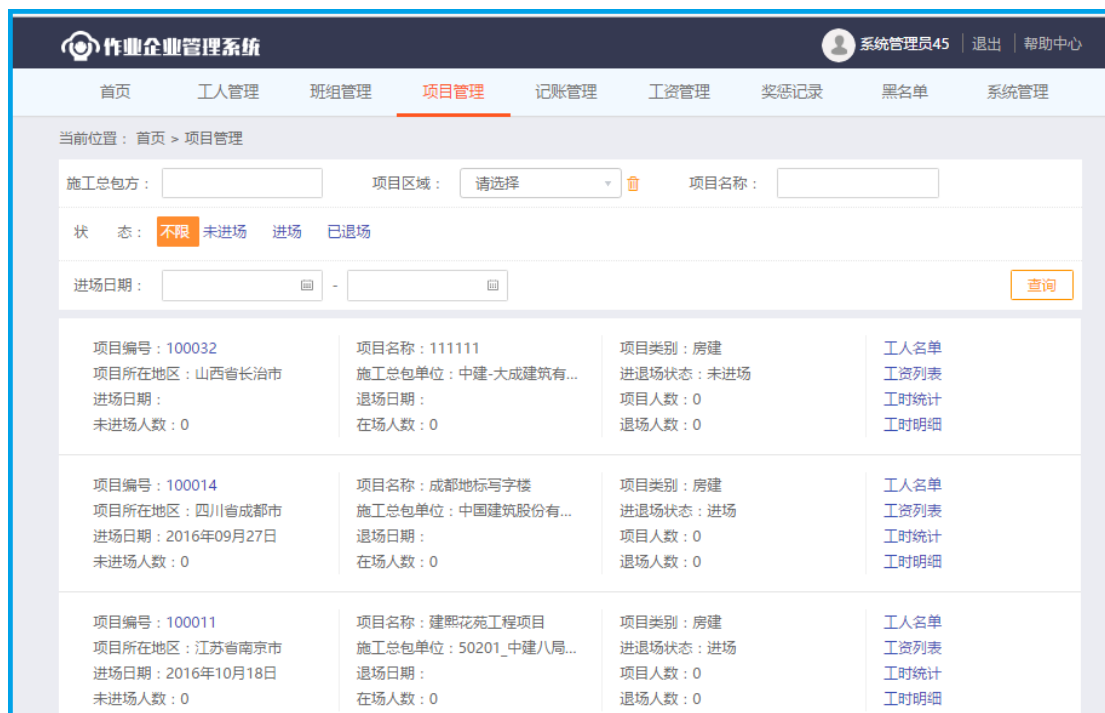 作业企业管理系统 系统管理员45 退出 帮助中心
首页 工人管理 班组管理 项目管理 记账管理 工资管理 奖惩记录 黑名单 系统管理
当前位置： 首页 > 项目管理
施工总包方： 项目区域： 请选择 项目名称：
状 态： 不限 未进场 进场 已退场
进场日期： - 查询
项目编号：100032 项目名称：111111 项目类别：房建 工人名单
项目所在地区：山西省长治市 施工总包单位：中建-大成建筑有... 进退场状态：未进场 工资列表
进场日期： 退场日期： 项目人数：0 工时统计
未进场人数：0 在场人数：0 退场人数：0 工时明细
项目编号：100014 项目名称：成都地标写字楼 项目类别：房建 工人名单
项目所在地区：四川省成都市 施工总包单位：中国建筑股份有... 进退场状态：进场 工资列表
进场日期：2016年09月27日 退场日期： 项目人数：0 工时统计
未进场人数：0 在场人数：0 退场人数：0 工时明细
项目编号：100011 项目名称：建熙花苑工程项目 项目类别：房建 工人名单
项目所在地区：江苏省南京市 施工总包单位：50201_中建八局... 进退场状态：进场 工资列表
进场日期：2016年10月18日 退场日期： 项目人数：0 工时统计
未进场人数：0 在场人数：0 退场人数：0 工时明细